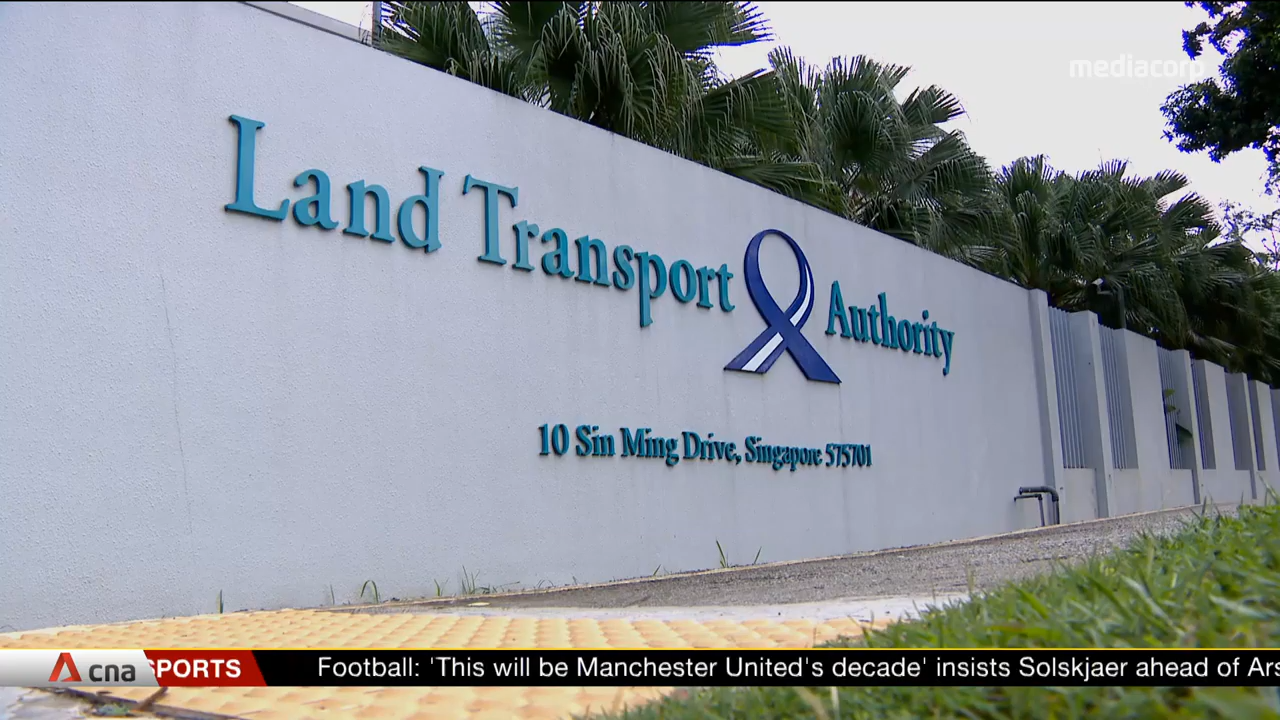 mediacorp
Land Transport Authority
10 Sin Ming Drive, Singapore 575701
cna SPORTS Football: 'This will be Manchester United's decade' insists Solskjaer ahead of Ars